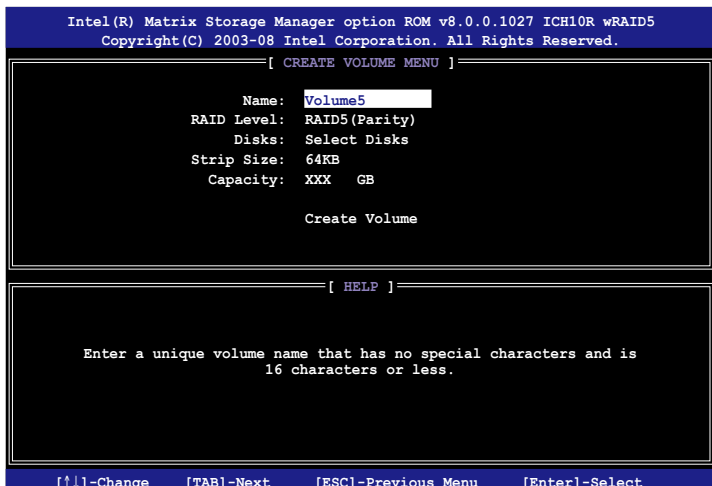 Intel(R) Matrix Storage Manager option ROM v8.0.0.1027 ICH10R wRAID5
Copyright(C) 2003-08 Intel Corporation. All Rights Reserved.
[ CREATE VOLUME MENU ]
Name: Volume5
RAID Level: RAID5(Parity)
Disks: Select Disks
Strip Size: 64KB
Capacity: XXX GB
Create Volume
[ HELP ]
Enter a unique volume name that has no special characters and is
16 characters or less.
[↑↓]-Change [TAB]-Next [ESC]-Previous Menu [Enter]-Select